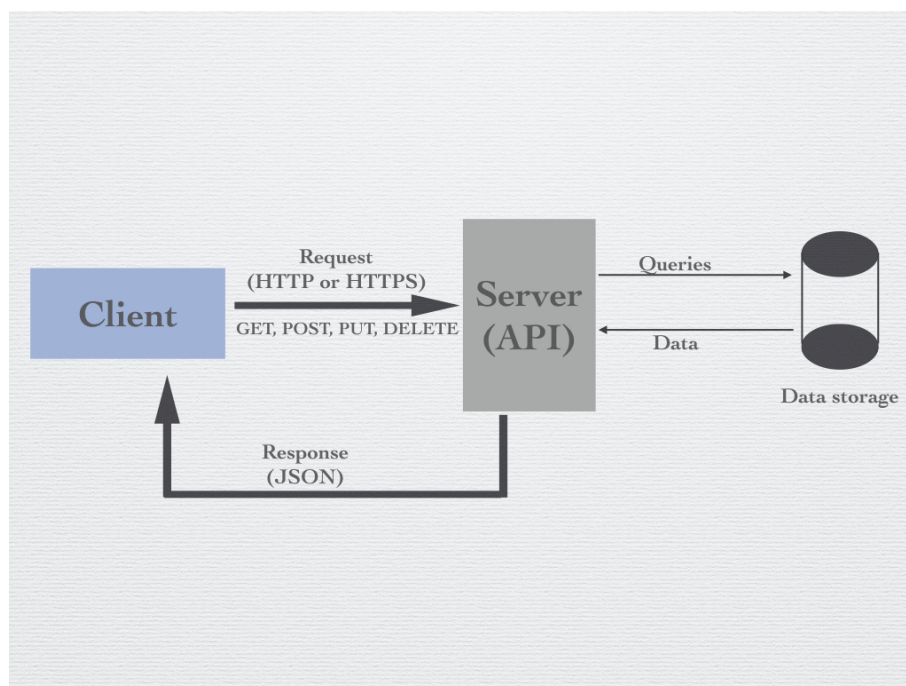 Request
(HTTP or HTTPS)
Client
GET, POST, PUT, DELETE
Server
(API)
Queries
Data
Data storage
Response
(JSON)